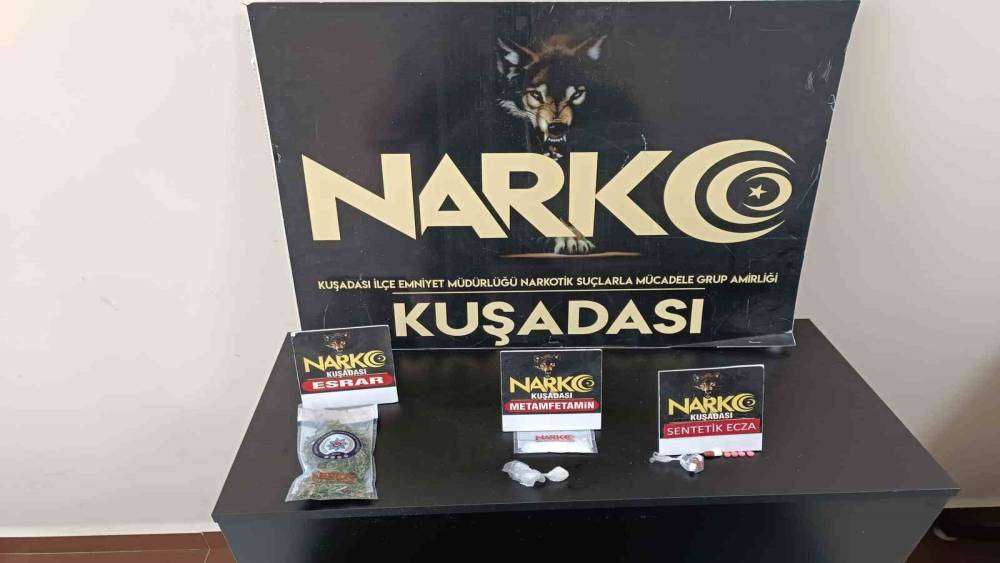 NARKO
KUŞADASI İLÇE EMNİYET MÜDÜRLÜĞÜ NARKOTİK SUÇLARLA MÜCADELE GRUP AMİRLİĞİ
KUŞADASI
NARKO
KUŞADASI
ESRAR
NARKO
KUŞADASI
METAMFETAMİN
NARKO
KUŞADASI
SENTETİK ECZA
NARKO